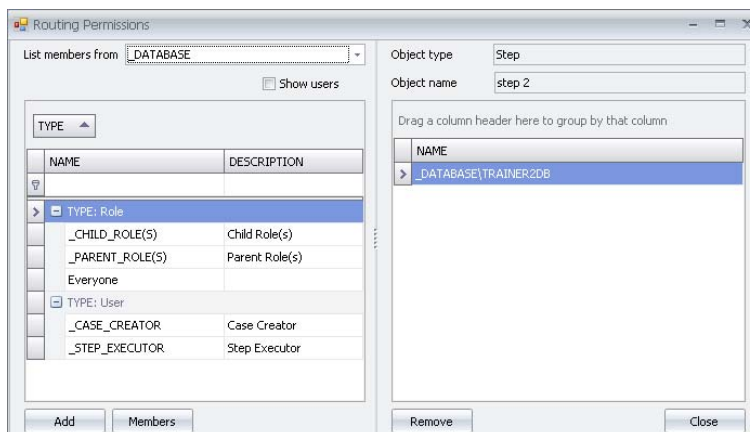 Routing Permissions
List members from _DATABASE
Show users
TYPE
NAME DESCRIPTION
TYPE: Role
_CHILD_ROLE(S) Child Role(s)
_PARENT_ROLE(S) Parent Role(s)
Everyone
TYPE: User
_CASE_CREATOR Case Creator
_STEP_EXECUTOR Step Executor
Add Members
Object type Step
Object name step 2
Drag a column header here to group by that column
NAME
_DATABASE\TRAINER2DB
Remove Close